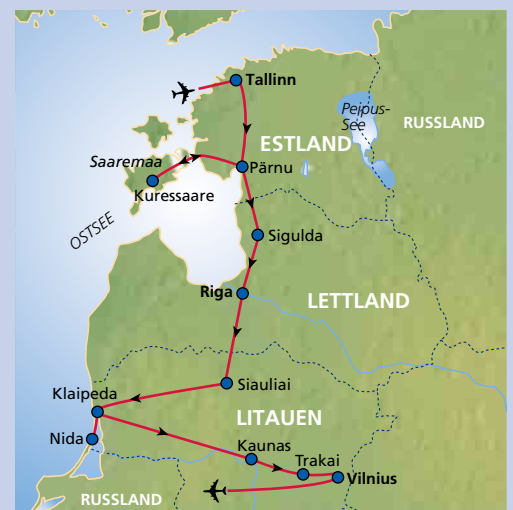 Tallinn
Peipus-
See
RUSSLAND
ESTLAND
Saaremaa
Pärnu
Kuressaare
OSTSEE
Sigulda
Riga
LETTLAND
Siauliai
Klaipeda
LITAUEN
Nida
Kaunas
Trakai
Vilnius
RUSSLAND